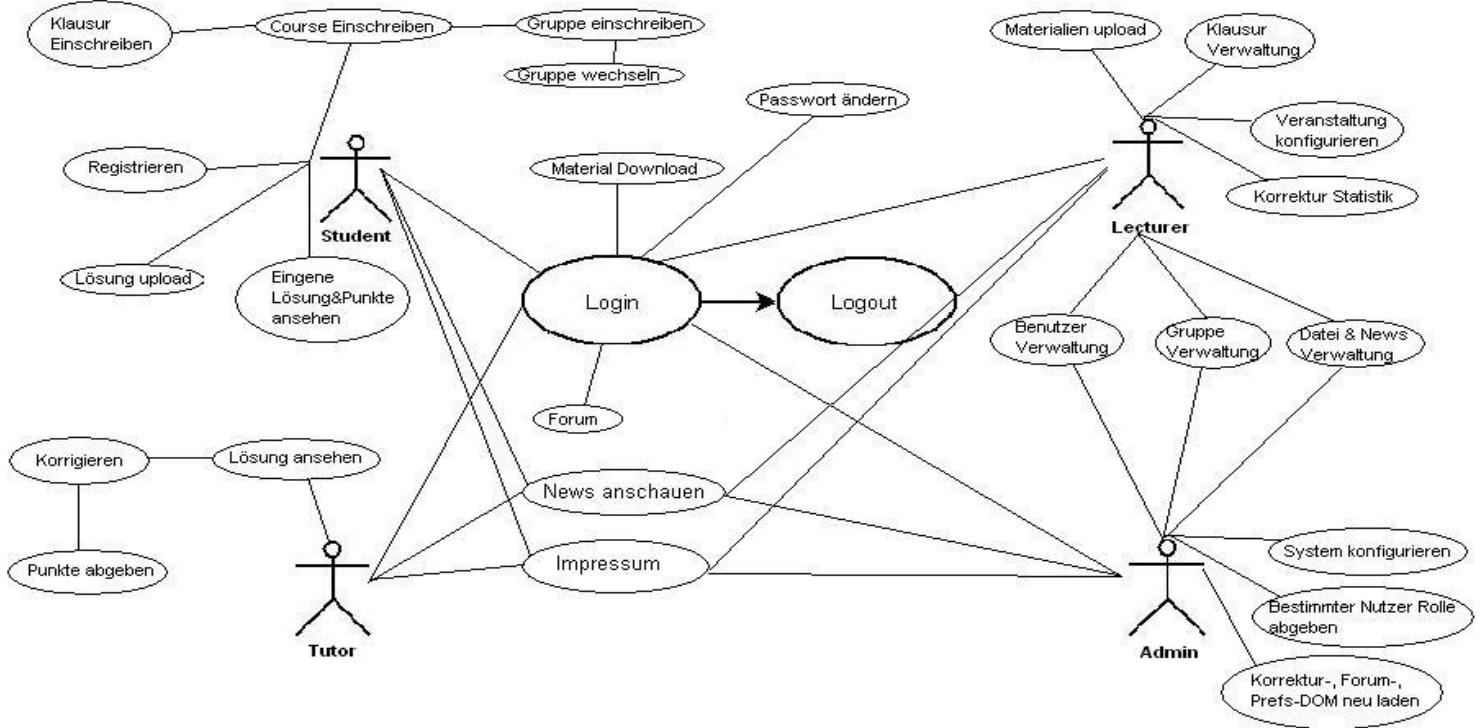 Klausur
Einschreiben
Course Einschreiben
Gruppe einschreiben
Gruppe wechseln
Materialien upload
Klausur
Verwaltung
Passwort ändern
Veranstaltung
konfigurieren
Registrieren
Material Download
Korrektur Statistik
Student
Lecturer
Lösung upload
Eingene
Lösung&Punkte
ansehen
Login
Logout
Benutzer
Verwaltung
Gruppe
Verwaltung
Datei & News
Verwaltung
Forum
Korrigieren
Lösung ansehen
News anschauen
Impressum
Punkte abgeben
System konfigurieren
Bestimmter Nutzer Rolle
abgeben
Tutor
Admin
Korrektur-, Forum-,
Prefs-DOM neu laden